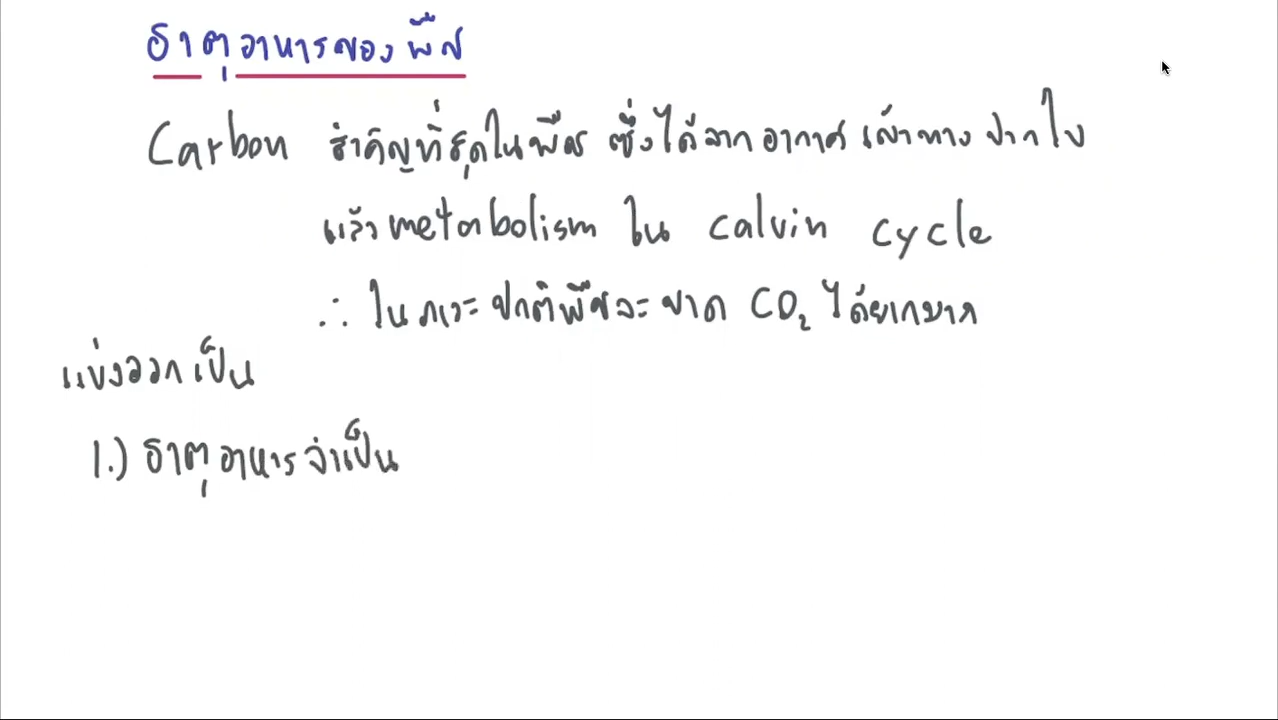 ธาตุอาหารของพืช
Carbon สำคัญที่สุดในพืช ซึ่งได้จากอากาศ เข้าทางปากใบ
แล้ว metabolism ใน calvin cycle
∴ ในภาวะปกติพืชจะขาด CO₂ ได้ยากมาก
แบ่งออกเป็น
1.) ธาตุอาหารจำเป็น